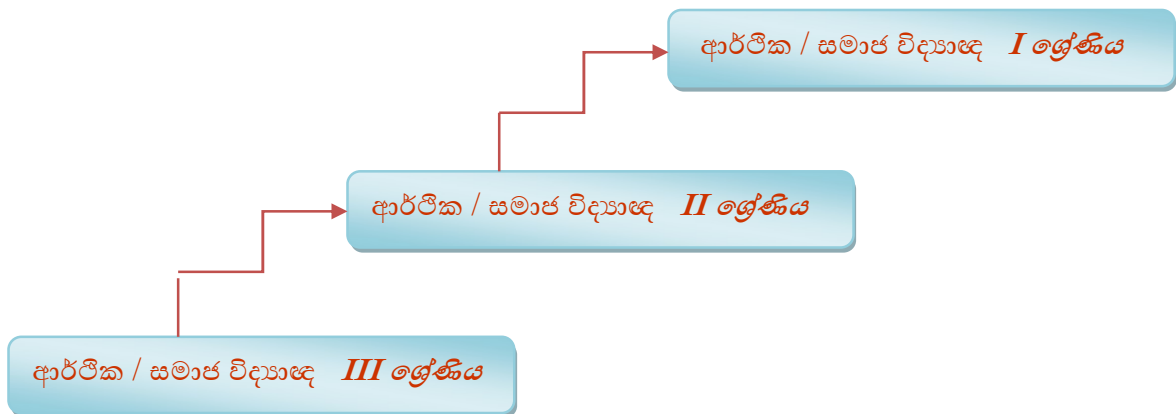 ආර්ථික / සමාජ විද්‍යාඥ I ශ්‍රේණිය
ආර්ථික / සමාජ විද්‍යාඥ II ශ්‍රේණිය
ආර්ථික / සමාජ විද්‍යාඥ III ශ්‍රේණිය